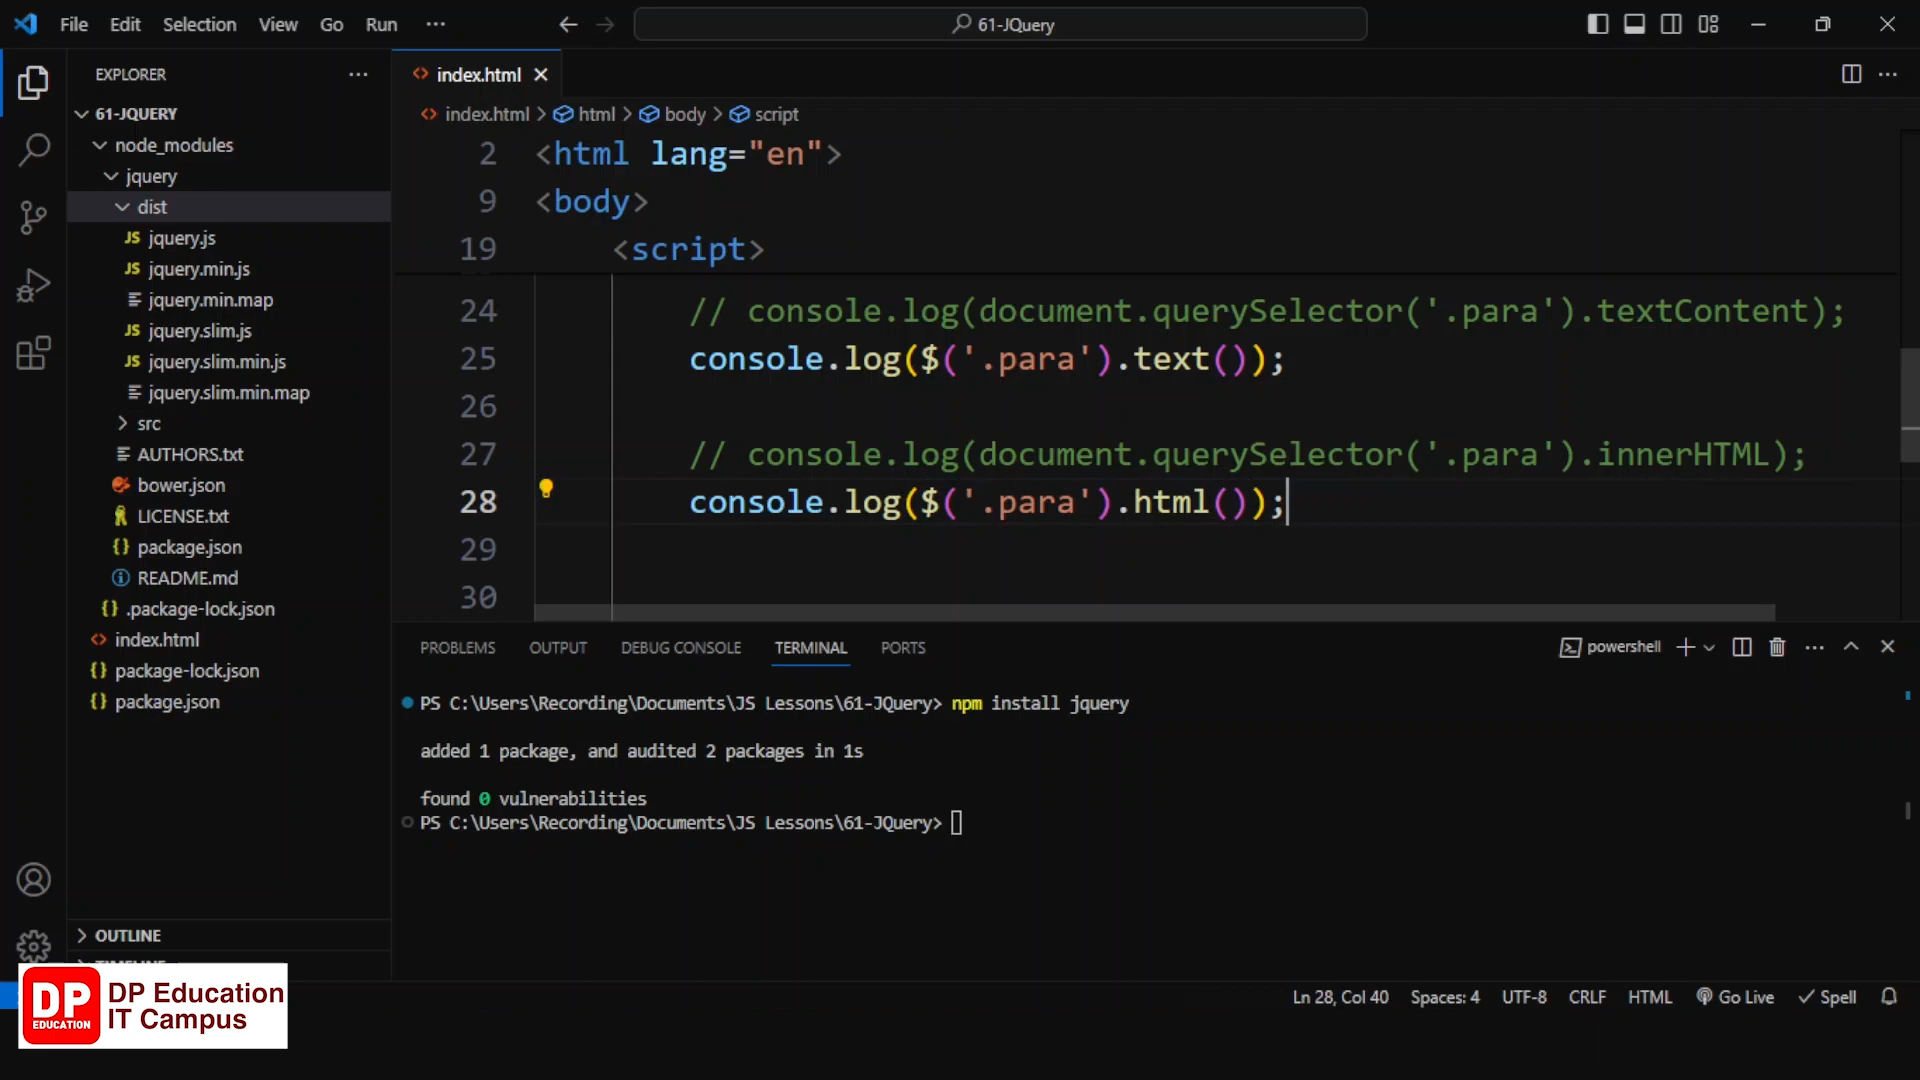 File Edit Selection View Go Run ··· 61-JQuery
EXPLORER ···
61-JQUERY
node_modules
jquery
dist
JS jquery.js
JS jquery.min.js
jquery.min.map
JS jquery.slim.js
JS jquery.slim.min.js
jquery.slim.min.map
src
AUTHORS.txt
bower.json
LICENSE.txt
{} package.json
README.md
{} .package-lock.json
<> index.html
{} package-lock.json
{} package.json
OUTLINE
TIMELINE
<> index.html
<> index.html > html > body > script
2 <html lang="en">
9 <body>
19 <script>
24 // console.log(document.querySelector('.para').textContent);
25 console.log($('.para').text());
26
27 // console.log(document.querySelector('.para').innerHTML);
28 console.log($('.para').html());
29
30
PROBLEMS OUTPUT DEBUG CONSOLE TERMINAL PORTS powershell
PS C:\Users\Recording\Documents\JS Lessons\61-JQuery> npm install jquery
added 1 package, and audited 2 packages in 1s
found 0 vulnerabilities
PS C:\Users\Recording\Documents\JS Lessons\61-JQuery>
DP EDUCATION
DP Education
IT Campus
Ln 28, Col 40 Spaces: 4 UTF-8 CRLF HTML Go Live Spell